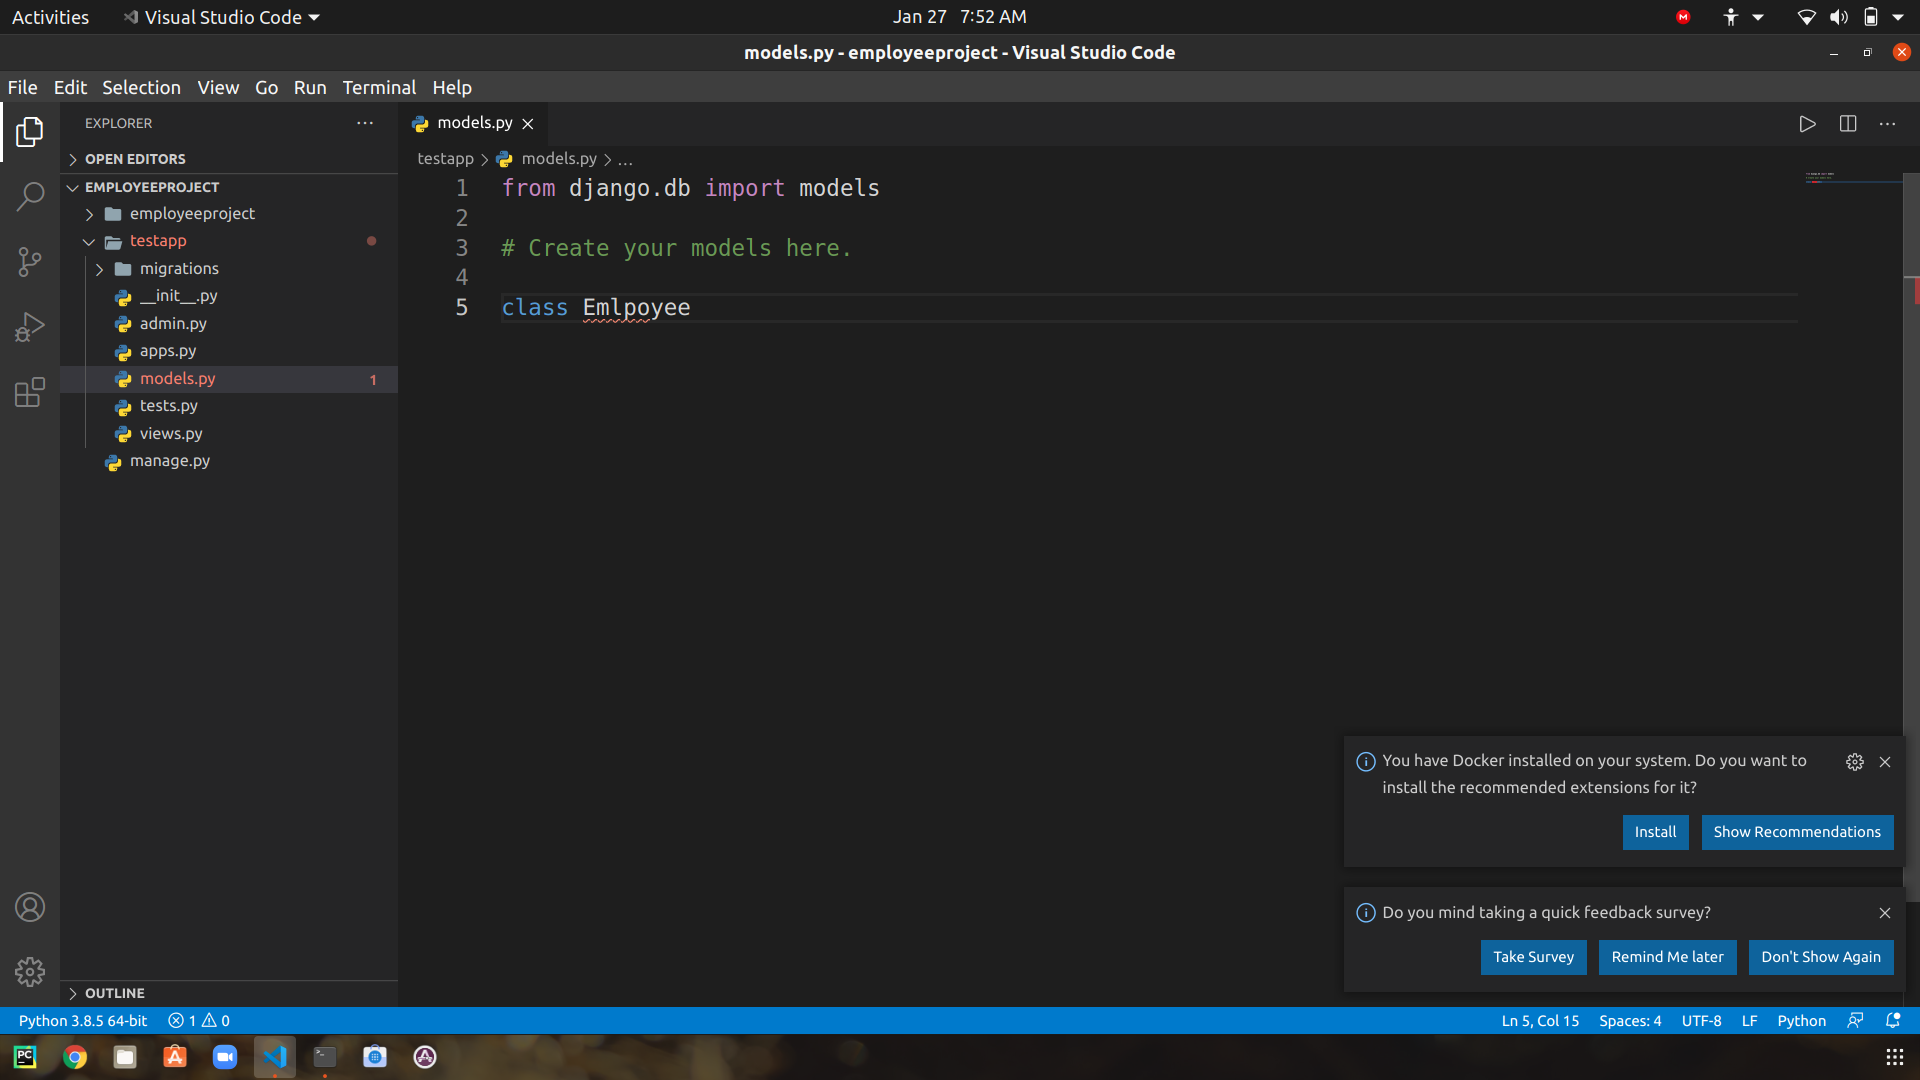 Activities Visual Studio Code Jan 27 7:52 AM
models.py - employeeproject - Visual Studio Code
File Edit Selection View Go Run Terminal Help
EXPLORER
OPEN EDITORS
EMPLOYEEPROJECT
employeeproject
testapp
migrations
__init__.py
admin.py
apps.py
models.py 1
tests.py
views.py
manage.py
OUTLINE
models.py
testapp > models.py > ...
1 from django.db import models
2
3 # Create your models here.
4
5 class Emlpoyee
You have Docker installed on your system. Do you want to
install the recommended extensions for it?
Install Show Recommendations
Do you mind taking a quick feedback survey?
Take Survey Remind Me later Don't Show Again
Python 3.8.5 64-bit 1 0 Ln 5, Col 15 Spaces: 4 UTF-8 LF Python
PC